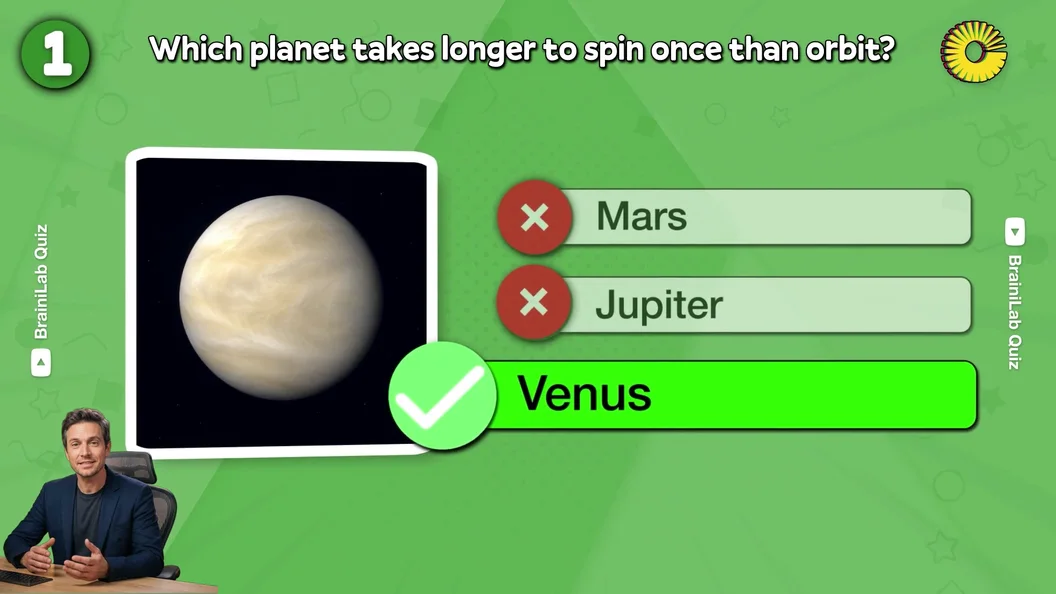 1
Which planet takes longer to spin once than orbit?
Mars
Jupiter
Venus
BrainiLab Quiz
BrainiLab Quiz